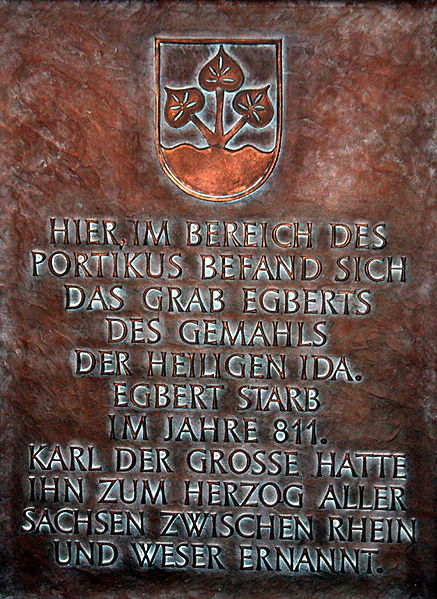 HIER, IM BEREICH DES
PORTIKUS BEFAND SICH
DAS GRAB EGBERTS
DES GEMAHLS
DER HEILIGEN IDA.
EGBERT STARB
IM JAHRE 811.
KARL DER GROSSE HATTE
IHN ZUM HERZOG ALLER
SACHSEN ZWISCHEN RHEIN
UND WESER ERNANNT.